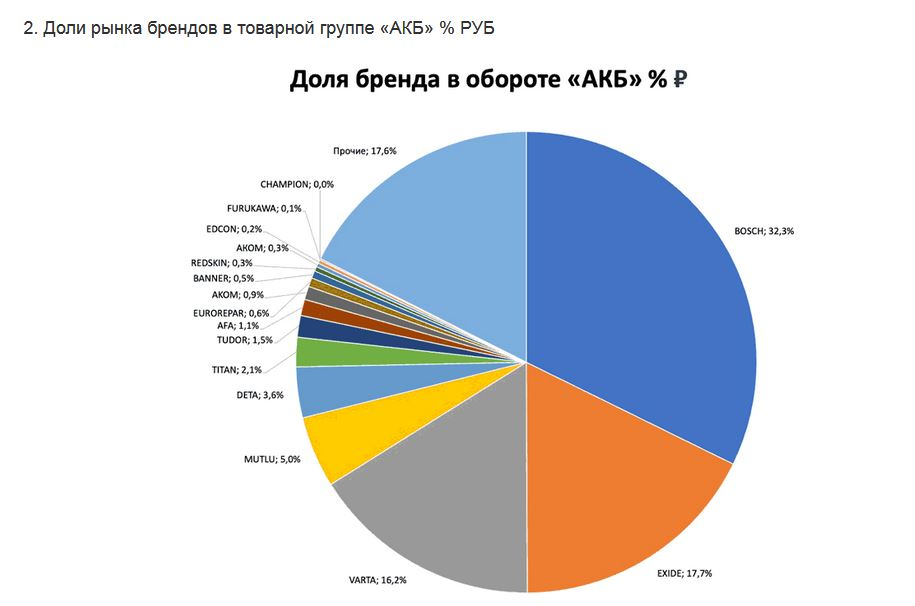 2. Доли рынка брендов в товарной группе «АКБ» % РУБ
Доля бренда в обороте «АКБ» % ₽
Прочие; 17,6%
CHAMPION; 0,0%
FURUKAWA; 0,1%
EDCON; 0,2%
AKOM; 0,3%
REDSKIN; 0,3%
BANNER; 0,5%
АКОМ; 0,9%
EUROREPAR; 0,6%
AFA; 1,1%
TUDOR; 1,5%
TITAN; 2,1%
DETA; 3,6%
MUTLU; 5,0%
VARTA; 16,2%
EXIDE; 17,7%
BOSCH; 32,3%